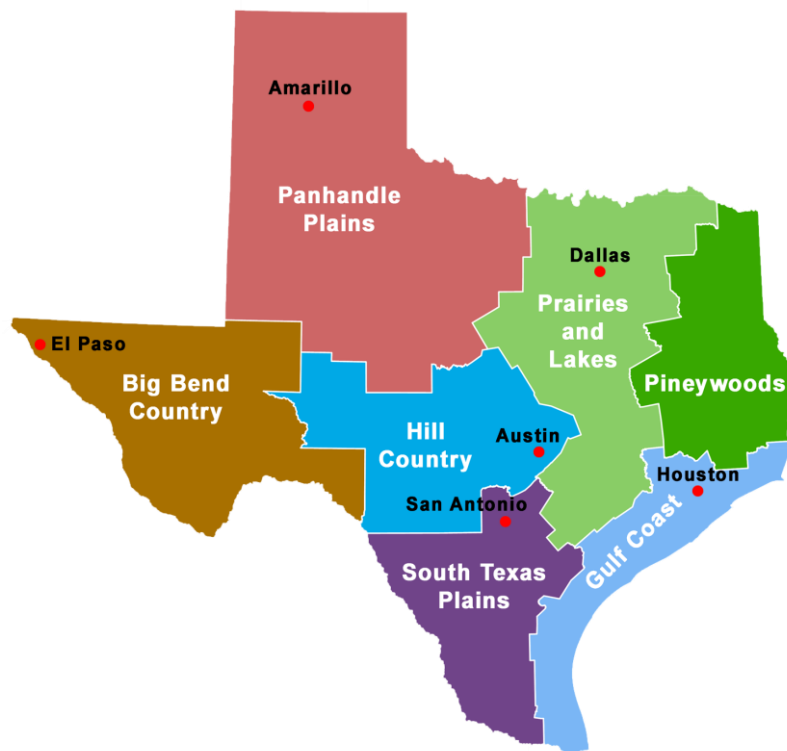 Amarillo
Panhandle
Plains
Dallas
Prairies
and
Lakes
El Paso
Big Bend
Country
Pineywoods
Hill
Country
Austin
Houston
San Antonio
Gulf Coast
South Texas
Plains